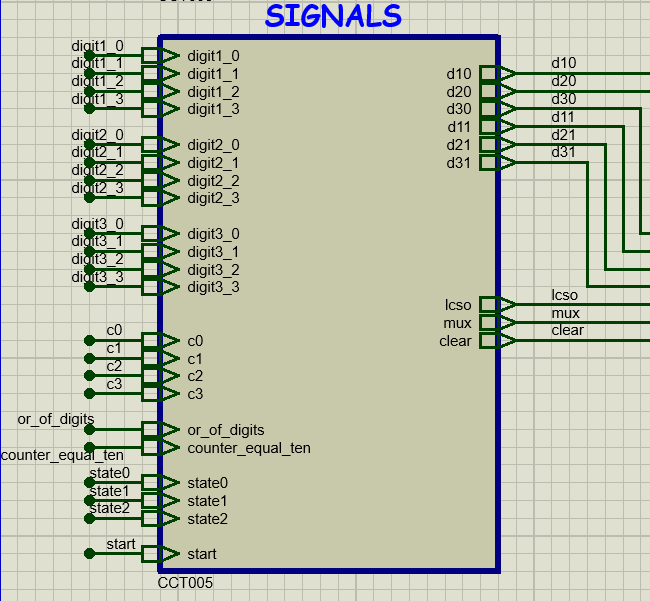 SIGNALS
digit1_0 digit1_0
digit1_1 digit1_1 d10 d10
digit1_2 digit1_2 d20 d20
digit1_3 digit1_3 d30 d30
d11 d11
digit2_0 digit2_0 d21 d21
digit2_1 digit2_1 d31 d31
digit2_2 digit2_2
digit2_3 digit2_3
digit3_0 digit3_0
digit3_1 digit3_1
digit3_2 digit3_2
digit3_3 digit3_3
lcso lcso
mux mux
c0 c0 clear clear
c1 c1
c2 c2
c3 c3
or_of_digits or_of_digits
counter_equal_ten counter_equal_ten
state0 state0
state1 state1
state2 state2
start start
CCT005